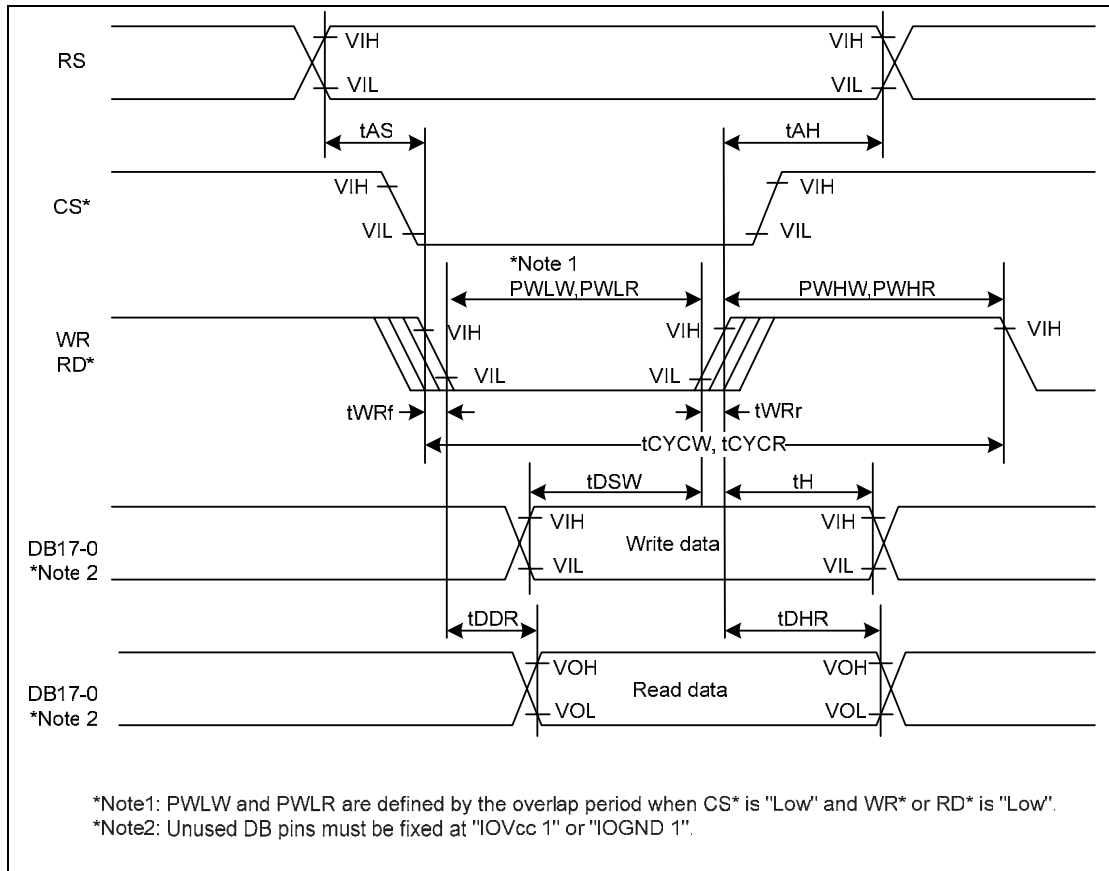 RS
VIH
VIH
VIL
VIL
tAS
tAH
CS*
VIH
VIH
VIL
VIL
*Note 1
PWLW,PWLR
PWHW,PWHR
WR
RD*
VIH
VIH
VIH
VIL
VIL
tWRf
tWRr
tCYCW, tCYCR
tDSW
tH
DB17-0
*Note 2
VIH
VIH
Write data
VIL
VIL
tDDR
tDHR
DB17-0
*Note 2
VOH
VOH
Read data
VOL
VOL
*Note1: PWLW and PWLR are defined by the overlap period when CS* is "Low" and WR* or RD* is "Low".
*Note2: Unused DB pins must be fixed at "IOVcc 1" or "IOGND 1".